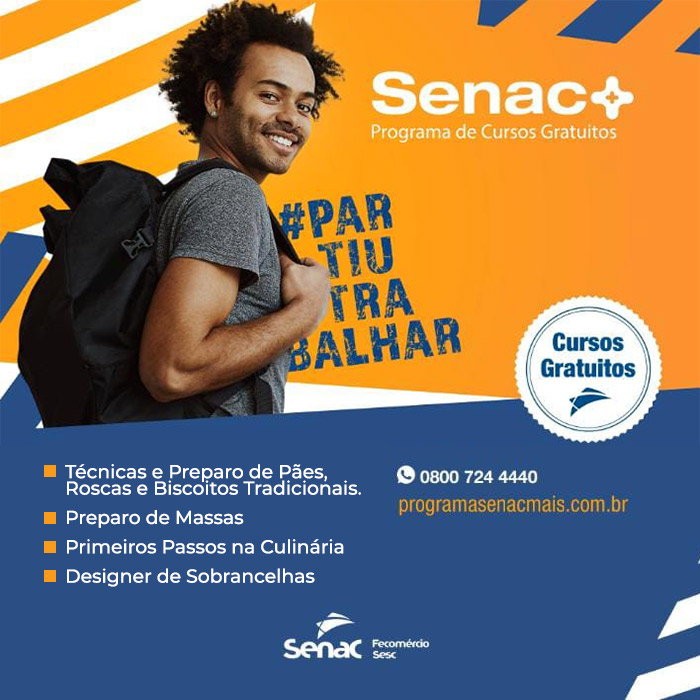 Senac+
Programa de Cursos Gratuitos
#PAR
TIU
TRA
BALHAR
Cursos
Gratuitos
Técnicas e Preparo de Pães,
Roscas e Biscoitos Tradicionais.
Preparo de Massas
Primeiros Passos na Culinária
Designer de Sobrancelhas
0800 724 4440
programasenacmais.com.br
Senac
Fecomércio
Sesc